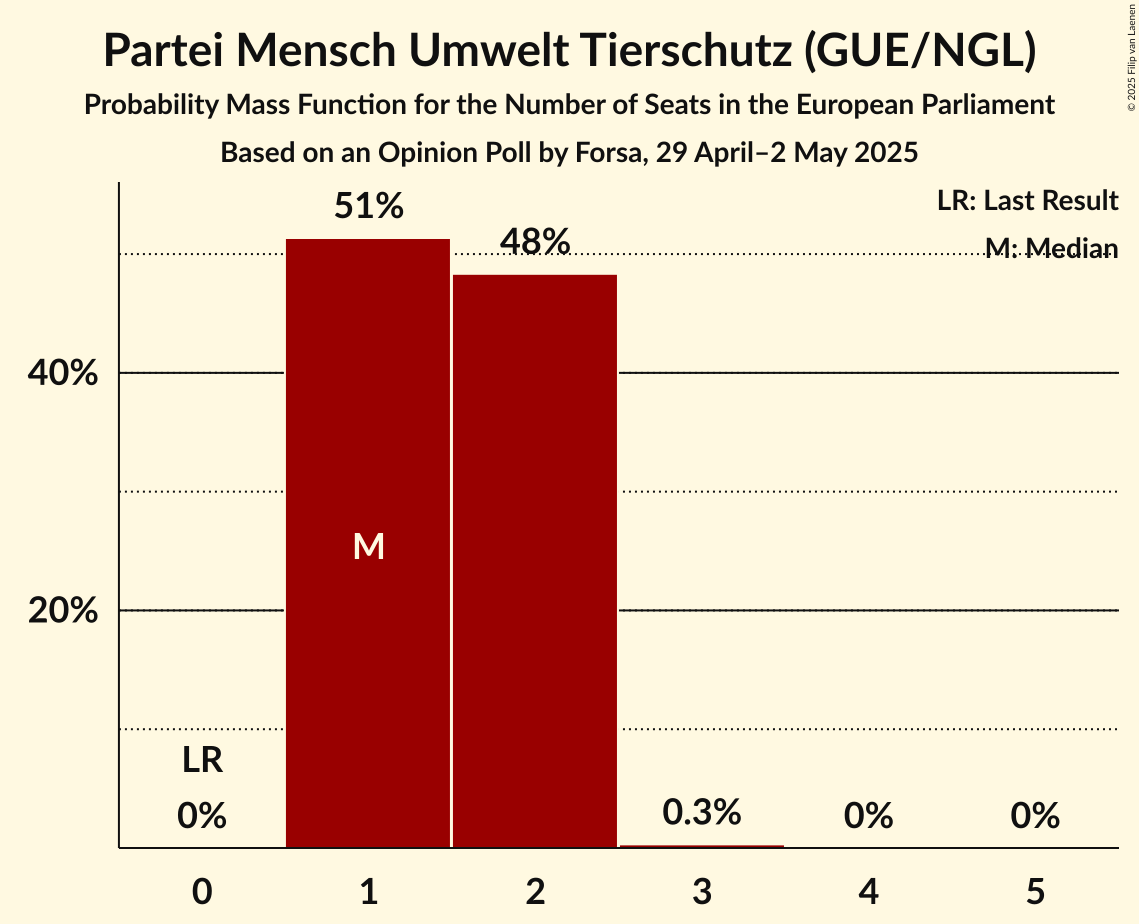 Partei Mensch Umwelt Tierschutz (GUE/NGL)
Probability Mass Function for the Number of Seats in the European Parliament
Based on an Opinion Poll by Forsa, 29 April–2 May 2025
© 2025 Filip van Laenen
LR: Last Result
M: Median
51%
48%
40%
M
20%
LR
0%
0.3%
0%
0%
0
1
2
3
4
5